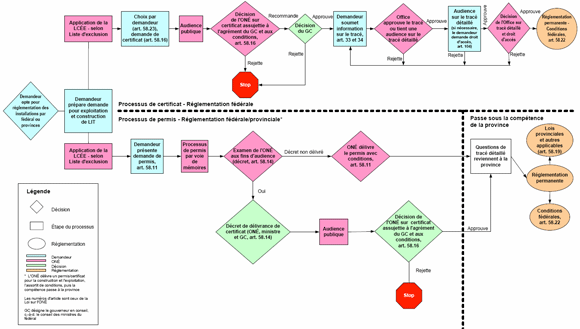 Application de la
LCÉE - selon
Liste d'exclusion
Choix par
demandeur
(art. 58.23),
demande de
certificat (art. 58.16)
Audience
publique
Décision
de l'ONÉ sur
certificat assujettie à
l'agrément du GC et aux
conditions,
art. 58.16
Recommande
Rejette
Stop
Décision
du GC
Approuve
Rejette
Demandeur
soumet
information
sur le tracé,
art. 33 et 34
Office
approuve tracé
ou tient une
audience sur le
tracé détaillé
Approuve
Rejette
Audience
sur le tracé
détaillé
(si nécessaire,
le demandeur
demande droit
d'accès,
art. 104)
Rejette
Approuve
Décision de
l'Office sur tracé
détaillé
et droit
d'accès
Rejette
Réglementation
permanente -
Conditions
fédérales,
art. 58.22
Demandeur
opte pour
réglementation des
installations par
fédéral ou
provinces
Demandeur
prépare demande
pour exploitation
et construction
de LIT
Processus de certificat - Réglementation fédérale
Processus de permis - Réglementation fédérale/provinciale*
Passe sous la compétence
de la province
Application de la
LCÉE - selon
Liste d'exclusion
Demandeur
présente
demande de
permis,
art. 58.11
Processus
de permis
par voie
de
mémoires
Examen de l'ONÉ
aux fins d'audience
(décret, art. 58.14)
Décret non délivré
Oui
ONÉ délivre
le permis avec
conditions,
art. 58.11
Questions de
tracé détaillé
reviennent à la
province
Lois
provinciales
et autres
applicables
(art. 58.19)
Réglementation
permanente
Conditions
fédérales,
art. 58.22
Décret de délivrance de
certificat (ONÉ, ministre
et GC, art. 58.14)
Audience
publique
Décision de
l'ONÉ sur certificat
assujettie à l'agrément
du GC et aux
conditions,
art. 58.16
Approuve
Rejette
Stop
Légende
Décision
Étape du processus
Réglementation
Demandeur
ONÉ
Décision
Réglementation
* L'ONÉ délivre un permis/certificat
pour la construction et l'exploitation,
l'assortit de conditions, puis la
compétence passe à la province
Les numéros d'article sont ceux de la
Loi sur l'ONÉ
GC désigne le gouverneur en conseil,
c.-à-d. le conseil des ministres du
fédéral